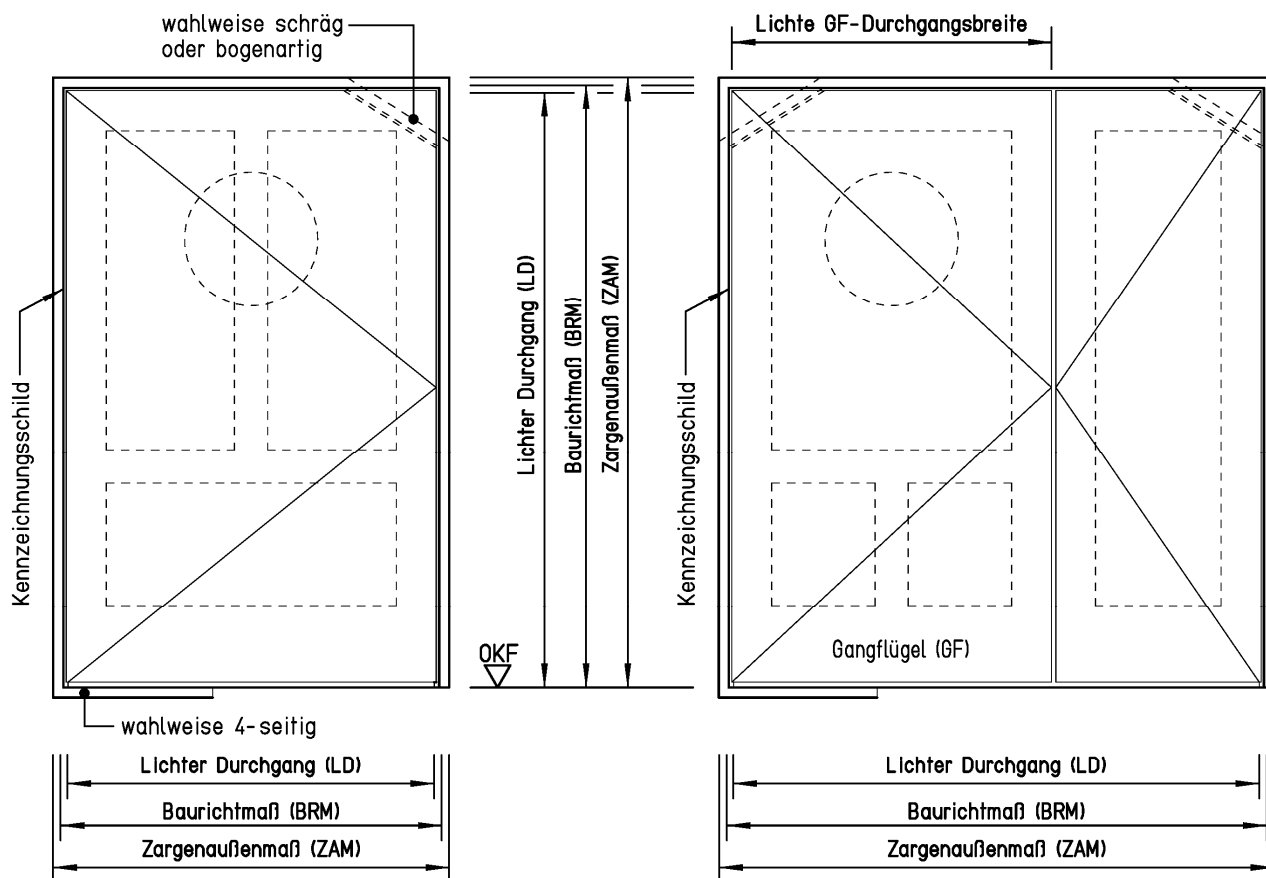 wahlweise schräg
oder bogenartig
Lichte GF-Durchgangsbreite
Kennzeichnungsschild
Lichter Durchgang (LD)
Baurichtmaß (BRM)
Zargenaußenmaß (ZAM)
Kennzeichnungsschild
OKF
Gangflügel (GF)
wahlweise 4-seitig
Lichter Durchgang (LD)
Baurichtmaß (BRM)
Zargenaußenmaß (ZAM)
Lichter Durchgang (LD)
Baurichtmaß (BRM)
Zargenaußenmaß (ZAM)